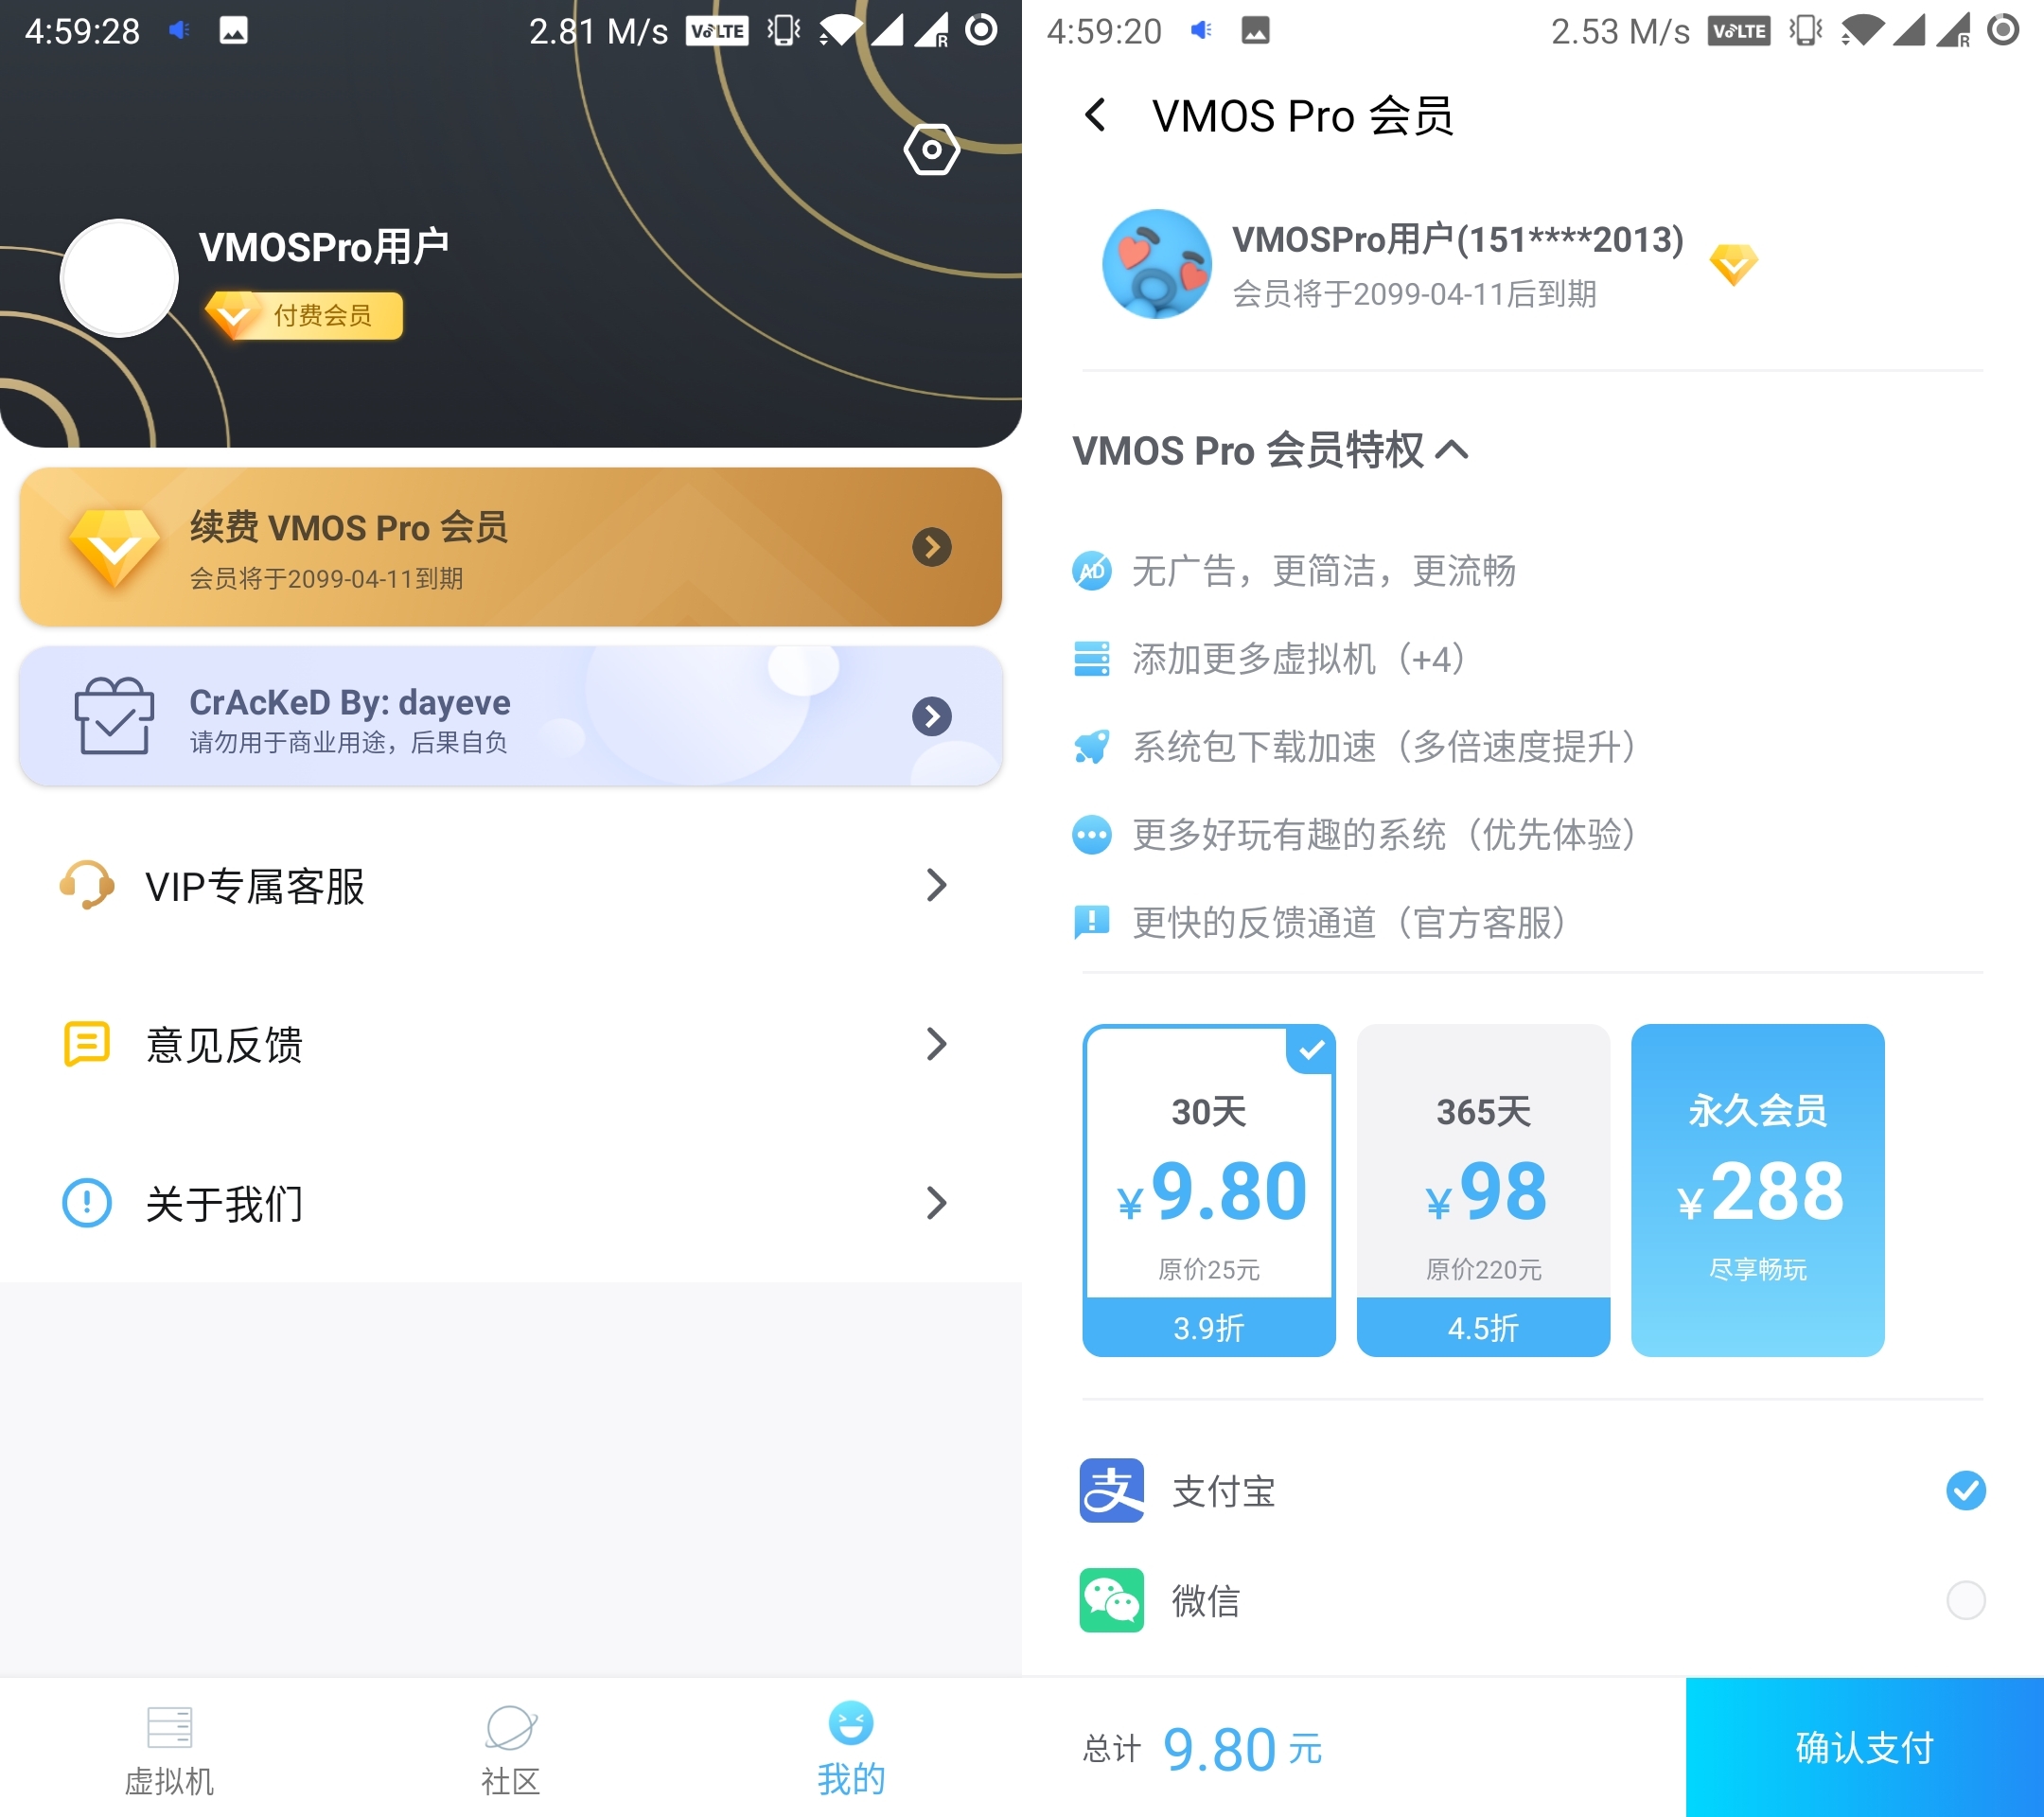 4:59:28
2.81 M/s
VoLTE
R
VMOSPro用户
付费会员
续费 VMOS Pro 会员
会员将于2099-04-11到期
CrAcKeD By: dayeve
请勿用于商业用途，后果自负
VIP专属客服
意见反馈
关于我们
虚拟机
社区
我的
4:59:20
2.53 M/s
VoLTE
R
VMOS Pro 会员
VMOSPro用户(151****2013)
会员将于2099-04-11后到期
VMOS Pro 会员特权
AD 无广告，更简洁，更流畅
添加更多虚拟机（+4）
系统包下载加速（多倍速度提升）
更多好玩有趣的系统（优先体验）
更快的反馈通道（官方客服）
30天
¥9.80
原价25元
3.9折
365天
¥98
原价220元
4.5折
永久会员
¥288
尽享畅玩
支 支付宝
微信
总计 9.80 元
确认支付